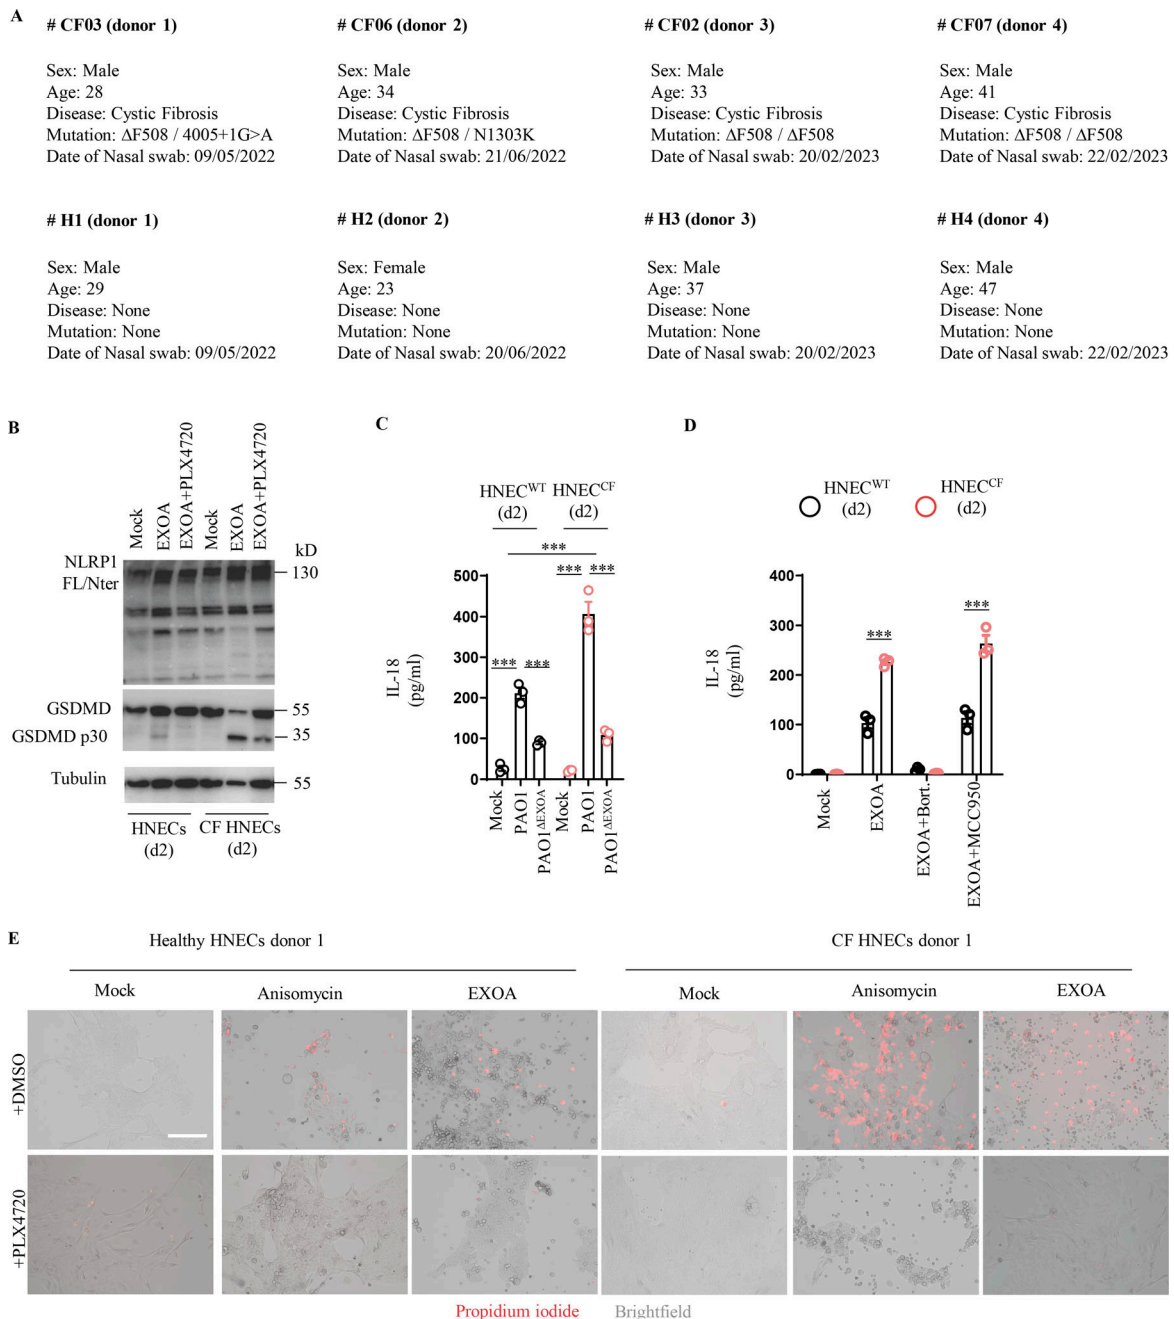 A
# CF03 (donor 1)
Sex: Male
Age: 28
Disease: Cystic Fibrosis
Mutation: ΔF508 / 4005+1G>A
Date of Nasal swab: 09/05/2022
# CF06 (donor 2)
Sex: Male
Age: 34
Disease: Cystic Fibrosis
Mutation: ΔF508 / N1303K
Date of Nasal swab: 21/06/2022
# CF02 (donor 3)
Sex: Male
Age: 33
Disease: Cystic Fibrosis
Mutation: ΔF508 / ΔF508
Date of Nasal swab: 20/02/2023
# CF07 (donor 4)
Sex: Male
Age: 41
Disease: Cystic Fibrosis
Mutation: ΔF508 / ΔF508
Date of Nasal swab: 22/02/2023
# H1 (donor 1)
Sex: Male
Age: 29
Disease: None
Mutation: None
Date of Nasal swab: 09/05/2022
# H2 (donor 2)
Sex: Female
Age: 23
Disease: None
Mutation: None
Date of Nasal swab: 20/06/2022
# H3 (donor 3)
Sex: Male
Age: 37
Disease: None
Mutation: None
Date of Nasal swab: 20/02/2023
# H4 (donor 4)
Sex: Male
Age: 47
Disease: None
Mutation: None
Date of Nasal swab: 22/02/2023
B
Mock
EXOA
EXOA+PLX4720
Mock
EXOA
EXOA+PLX4720
kD
NLRP1
FL/Nter
130
GSDMD
55
GSDMD p30
35
Tubulin
55
HNECs
(d2)
CF HNECs
(d2)
C
HNECWT
(d2)
HNECCF
(d2)
***
*** ***
*** ***
IL-18
(pg/ml)
500
400
300
200
100
0
Mock
PAO1
PAO1ΔEXOA
Mock
PAO1
PAO1ΔEXOA
D
HNECWT
(d2)
HNECCF
(d2)
***
***
IL-18
(pg/ml)
400
300
200
100
0
Mock
EXOA
EXOA+Bort.
EXOA+MCC950
E
Healthy HNECs donor 1
CF HNECs donor 1
Mock
Anisomycin
EXOA
Mock
Anisomycin
EXOA
+DMSO
+PLX4720
Propidium iodide
Brightfield